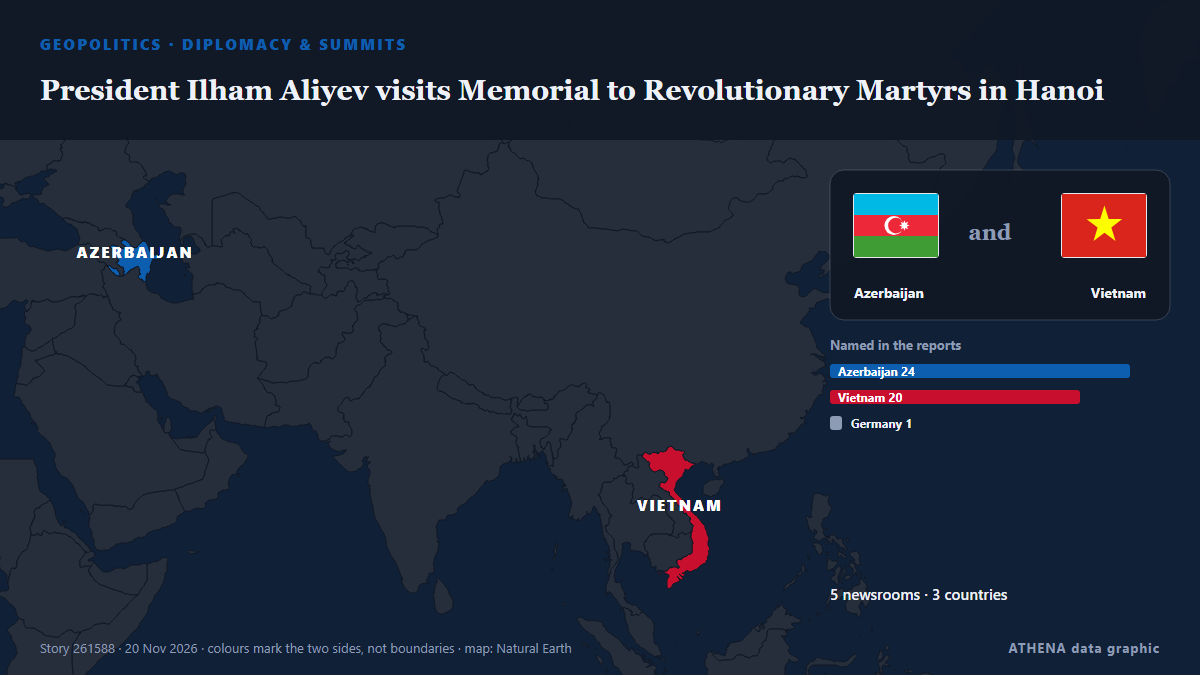 GEOPOLITICS · DIPLOMACY & SUMMITS
President Ilham Aliyev visits Memorial to Revolutionary Martyrs in Hanoi
AZERBAIJAN
VIETNAM
and
Azerbaijan
Vietnam
Named in the reports
Azerbaijan 24
Vietnam 20
Germany 1
5 newsrooms · 3 countries
Story 261588 · 20 Nov 2026 · colours mark the two sides, not boundaries · map: Natural Earth
ATHENA data graphic